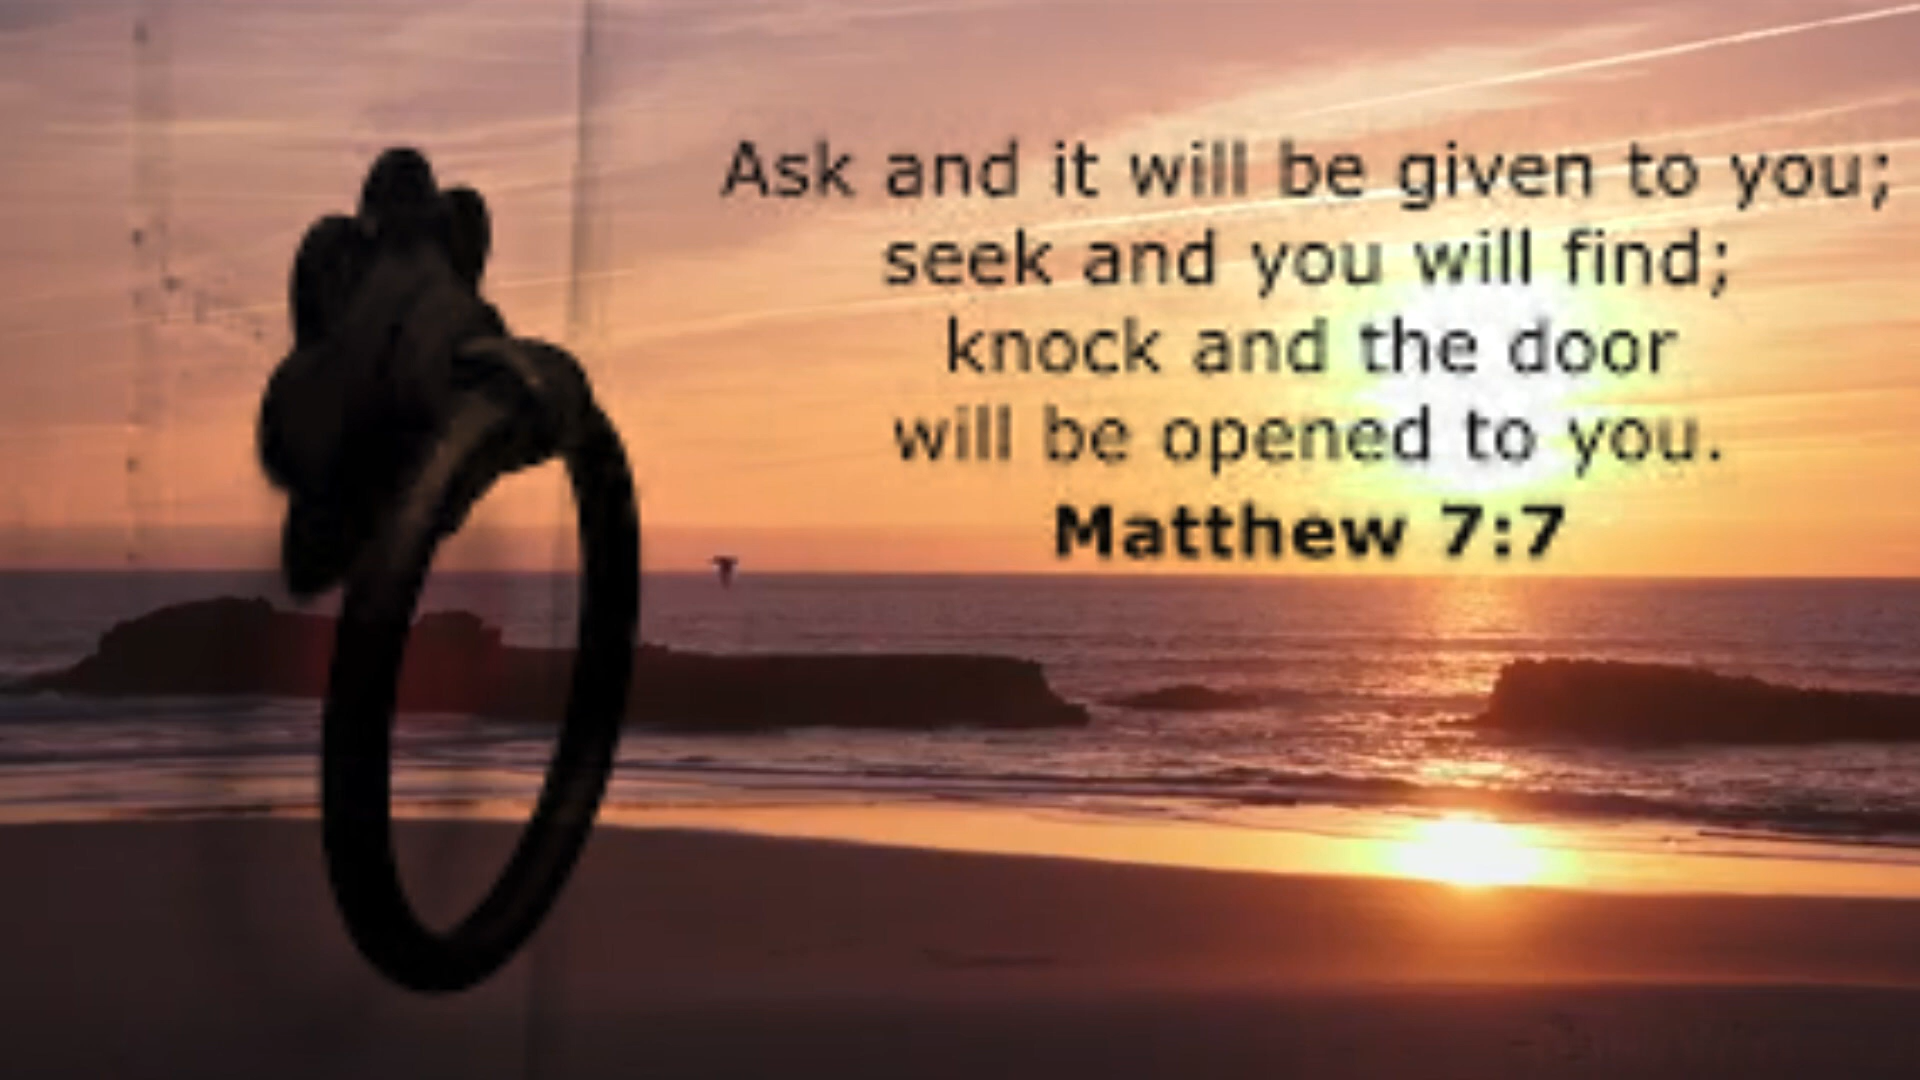 Ask and it will be given to you;
seek and you will find;
knock and the door
will be opened to you.
Matthew 7:7